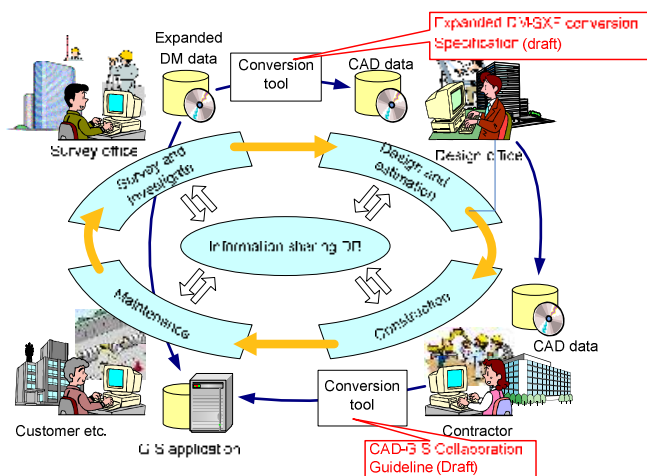 Expanded DM-SXF conversion
Specification (draft)
Expanded
DM data
Conversion
tool
CAD data
Survey office
Design office
Survey and
investigate
Design and
estimation
Information sharing DB
Maintenance
Construction
CAD data
Customer etc.
GIS application
Conversion
tool
Contractor
CAD-GIS Collaboration
Guideline (Draft)